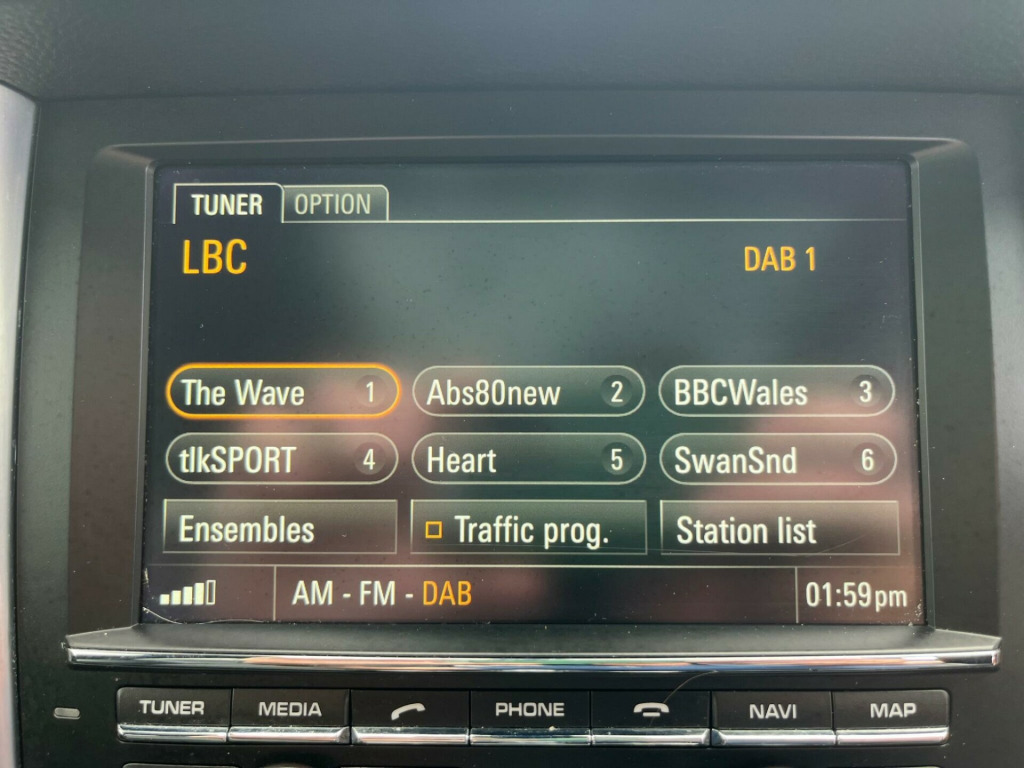 TUNER OPTION
LBC DAB 1
The Wave 1 Abs80new 2 BBCWales 3
tlkSPORT 4 Heart 5 SwanSnd 6
Ensembles Traffic prog. Station list
AM - FM - DAB 01:59pm
TUNER MEDIA PHONE NAVI MAP